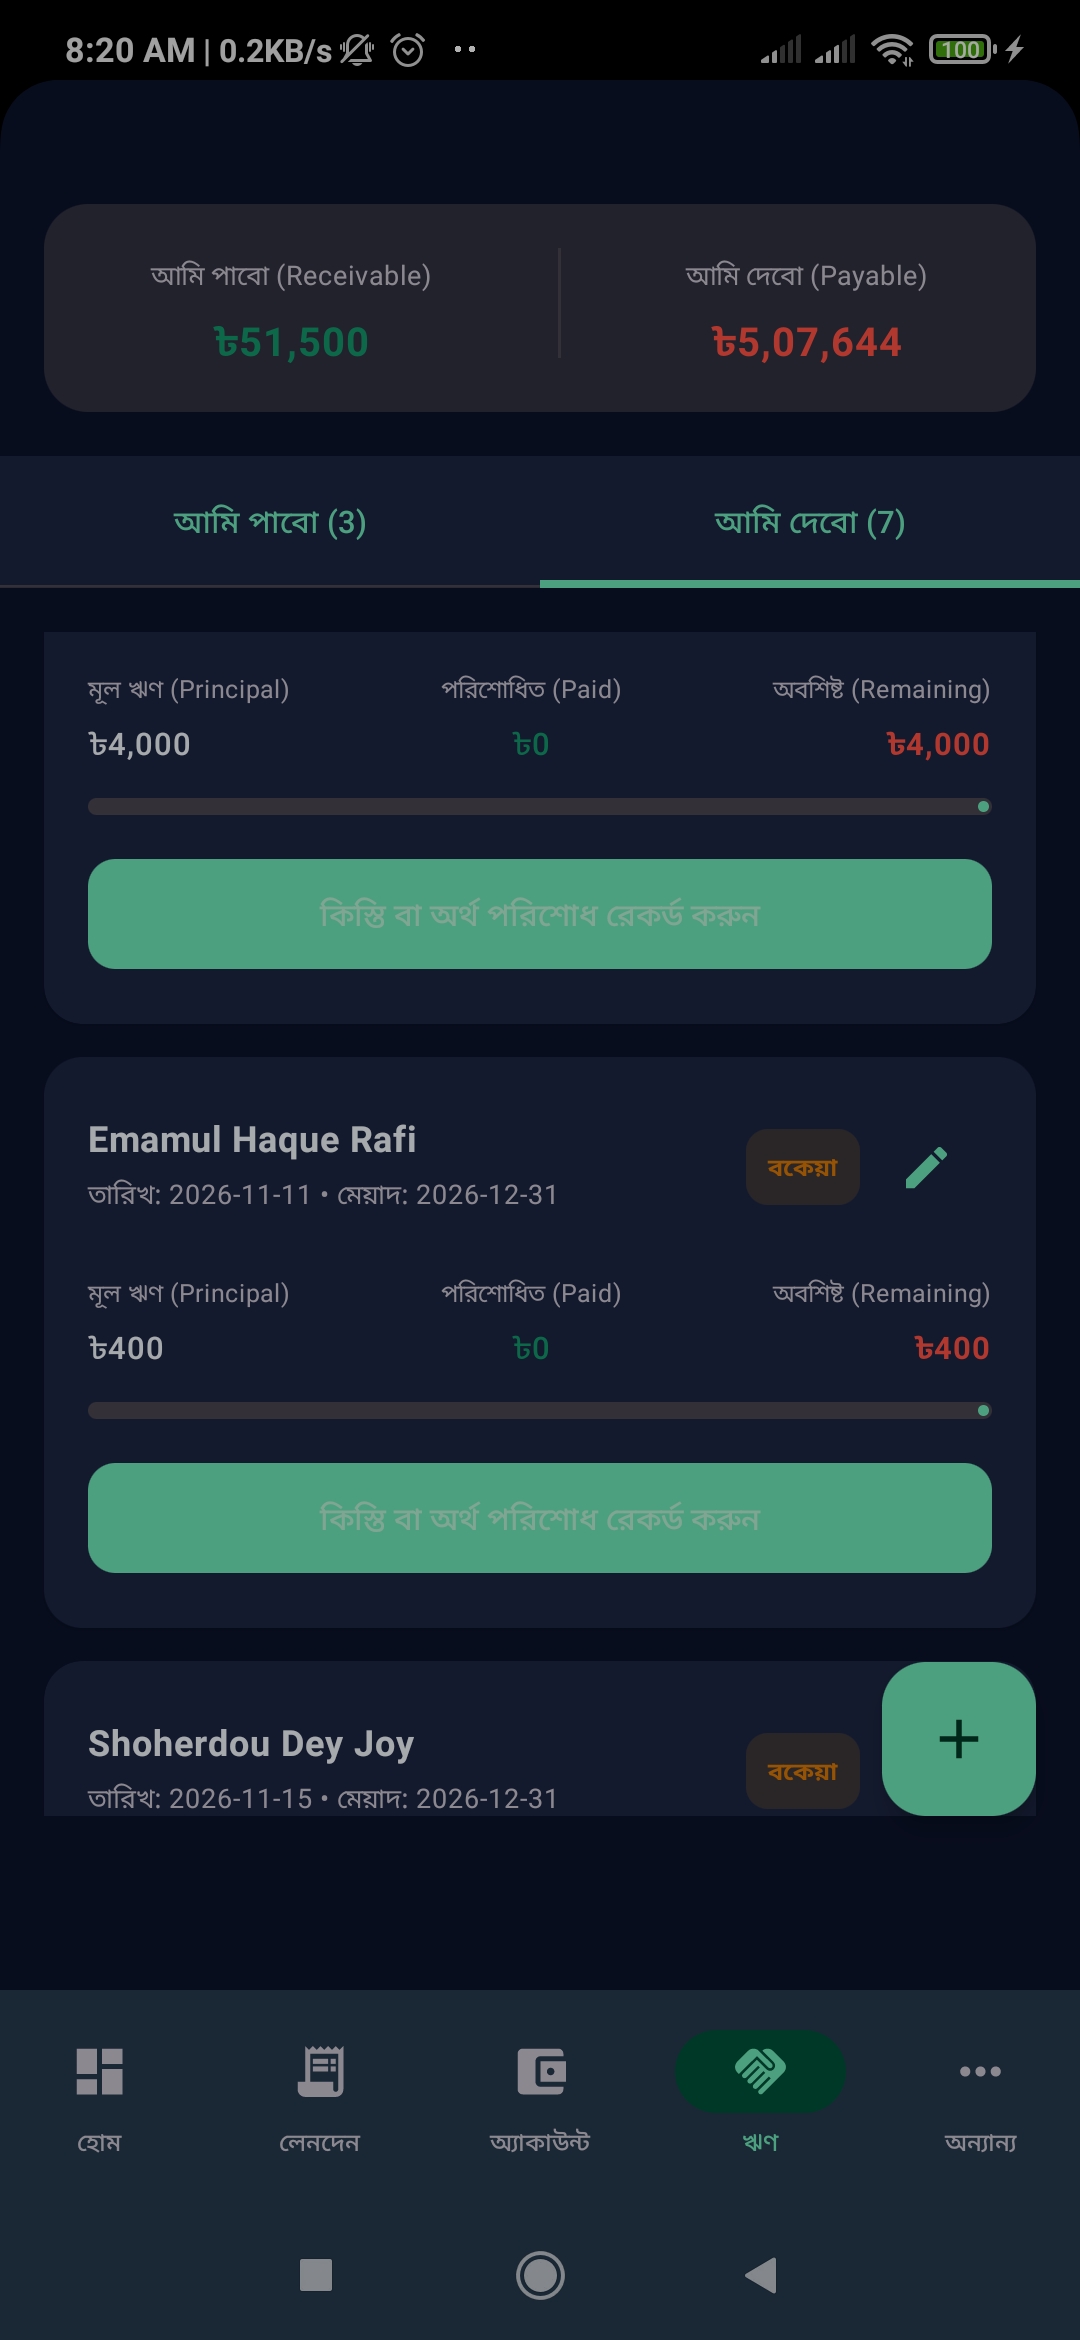 8:20 AM | 0.2KB/s
100
আমি পাবো (Receivable)
৳51,500
আমি দেবো (Payable)
৳5,07,644
আমি পাবো (3)
আমি দেবো (7)
মূল ঋণ (Principal)
পরিশোধিত (Paid)
অবশিষ্ট (Remaining)
৳4,000
৳0
৳4,000
কিস্তি বা অর্থ পরিশোধ রেকর্ড করুন
Emamul Haque Rafi
বকেয়া
তারিখ: 2026-11-11 • মেয়াদ: 2026-12-31
মূল ঋণ (Principal)
পরিশোধিত (Paid)
অবশিষ্ট (Remaining)
৳400
৳0
৳400
কিস্তি বা অর্থ পরিশোধ রেকর্ড করুন
Shoherdou Dey Joy
বকেয়া
তারিখ: 2026-11-15 • মেয়াদ: 2026-12-31
হোম
লেনদেন
অ্যাকাউন্ট
ঋণ
অন্যান্য